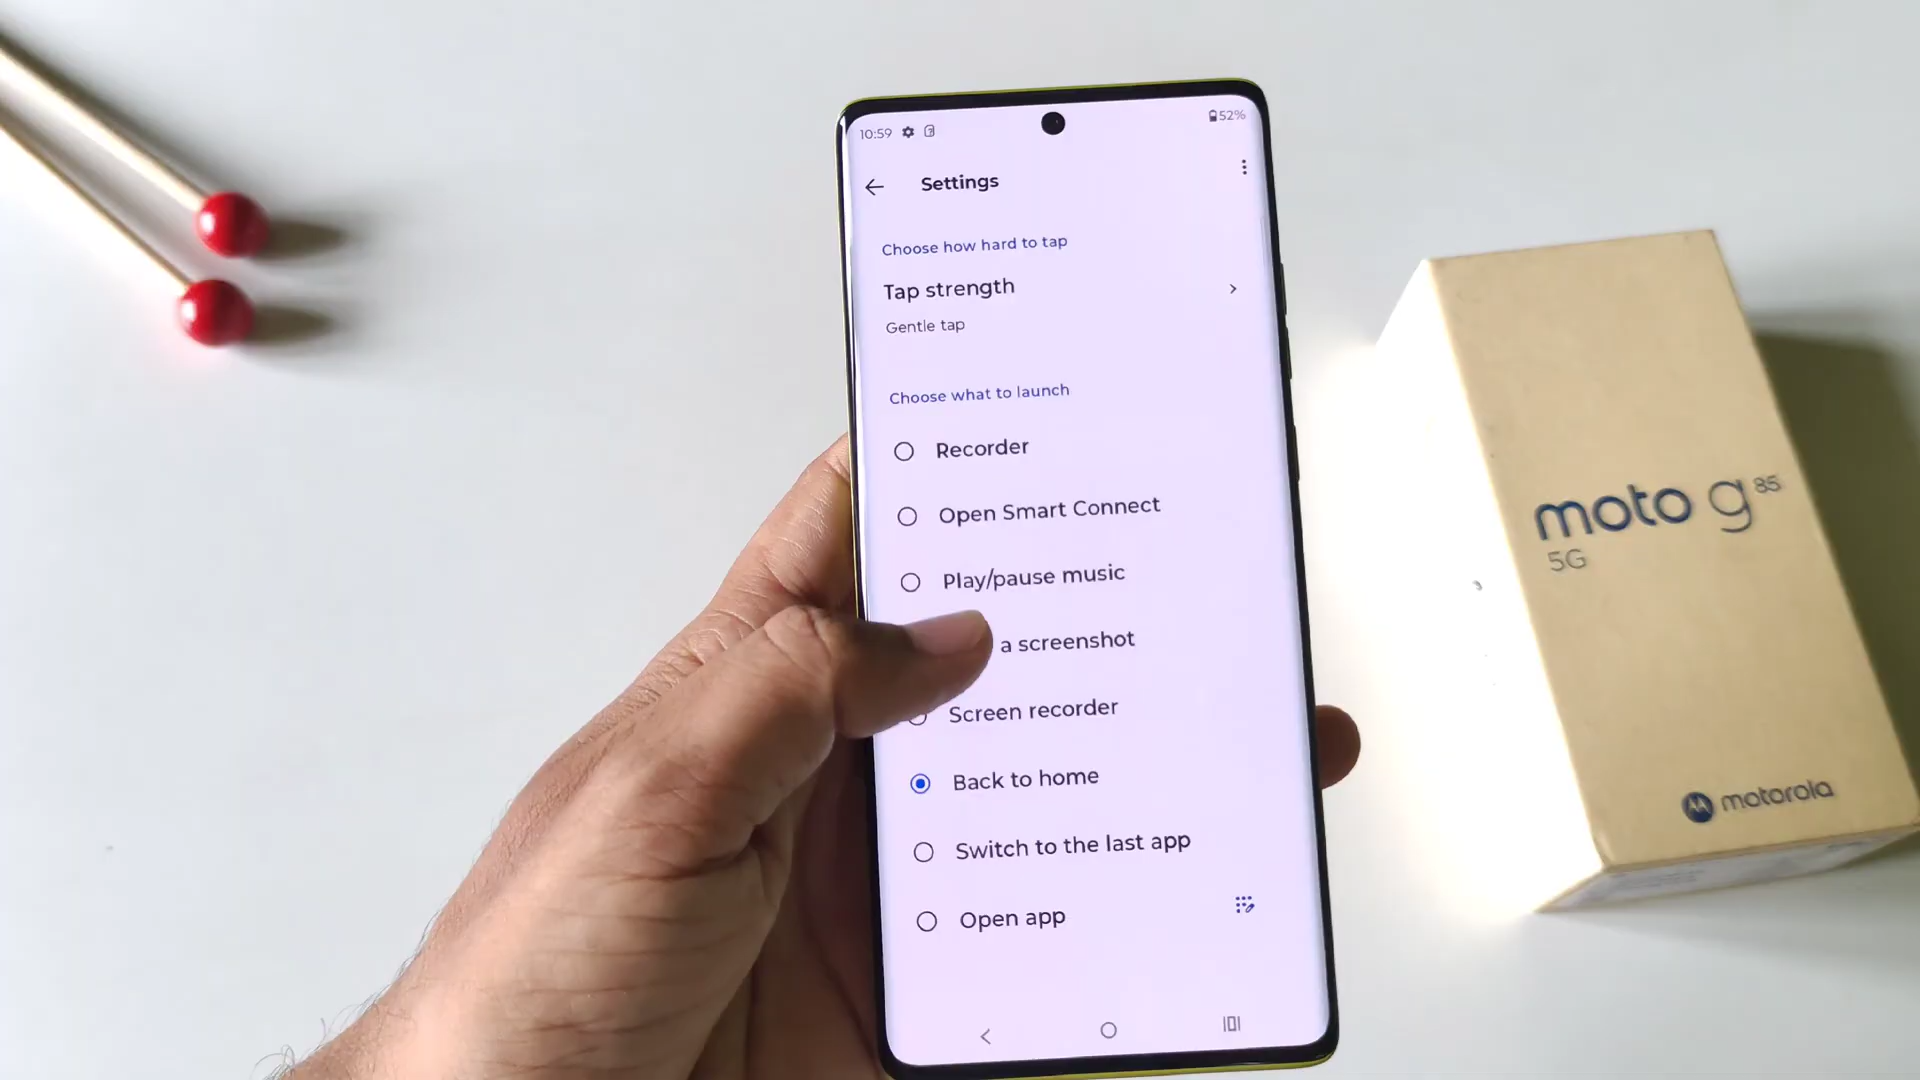 10:59
52%
Settings
Choose how hard to tap
Tap strength
Gentle tap
Choose what to launch
Recorder
Open Smart Connect
Play/pause music
a screenshot
Screen recorder
Back to home
Switch to the last app
Open app
moto g85
5G
motorola